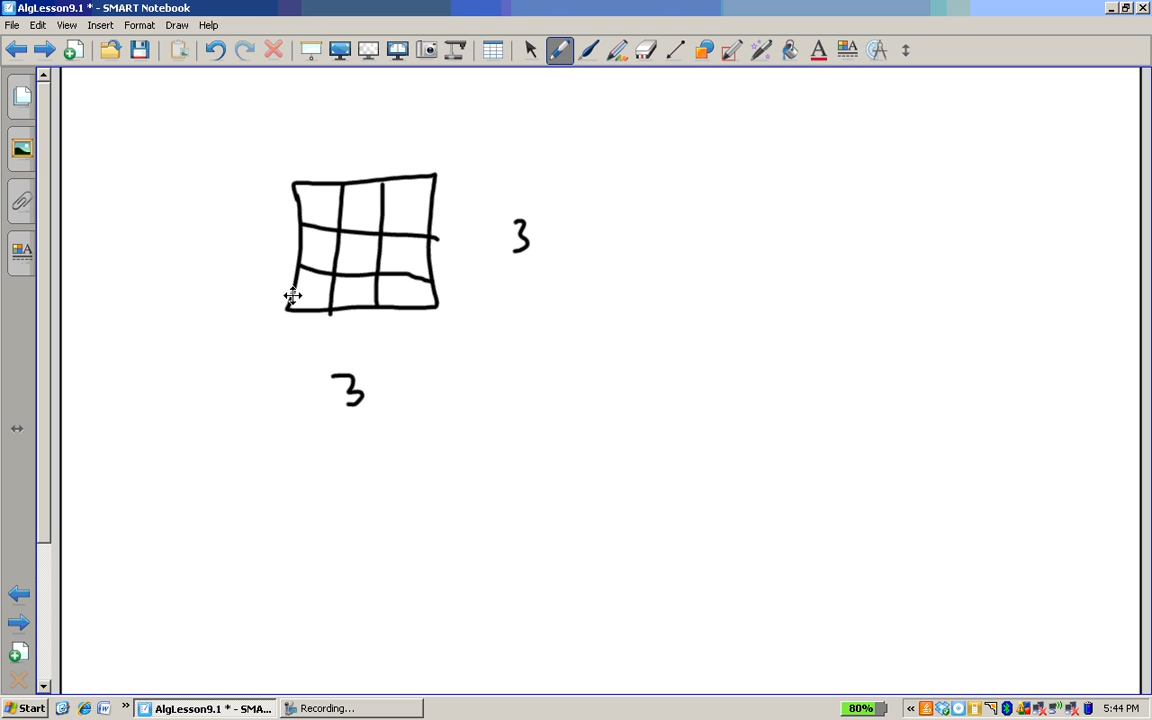 AlgLesson9.1 * - SMART Notebook
File Edit View Insert Format Draw Help
3
3
Start
AlgLesson9.1 * - SMA...
Recording...
80%
5:44 PM